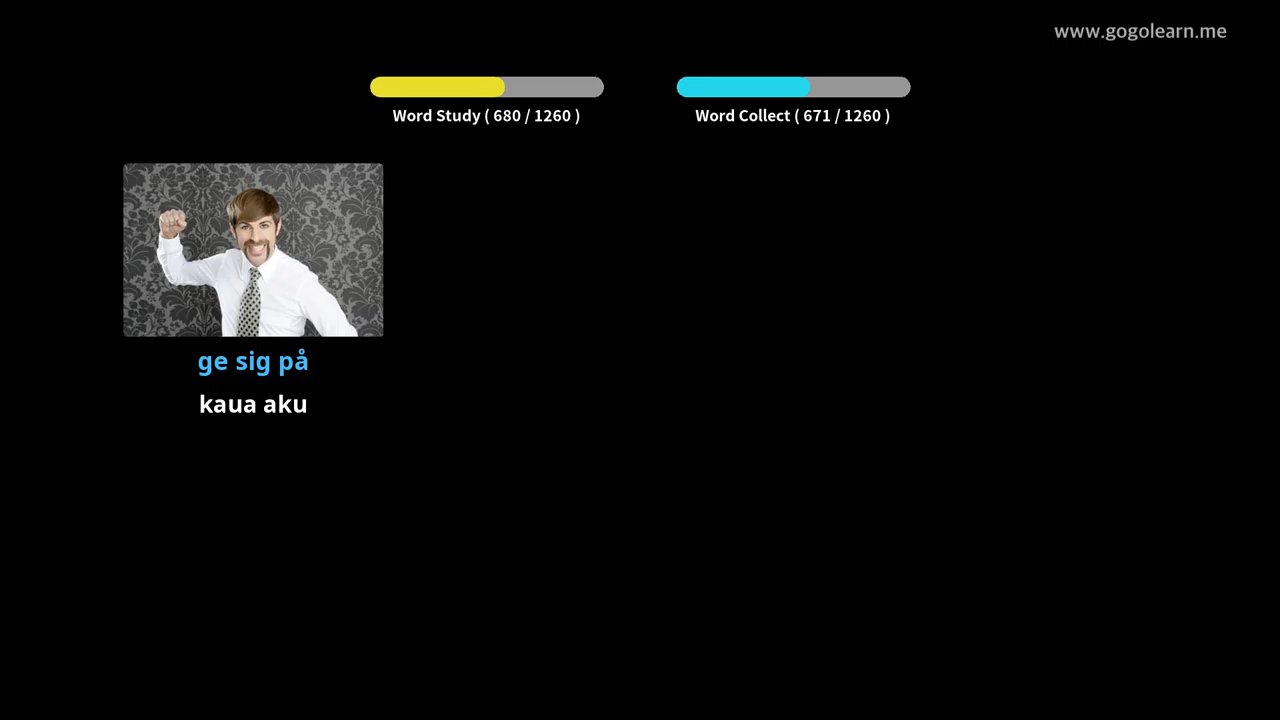 www.gogolearn.me
Word Study ( 680 / 1260 )
Word Collect ( 671 / 1260 )
ge sig på
kaua aku